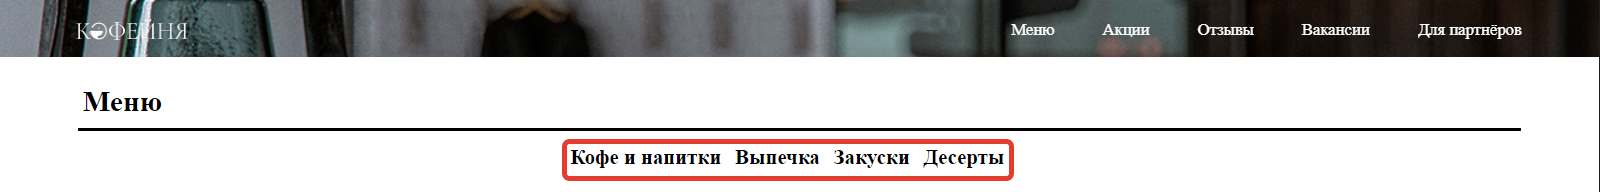 КОФЕЙНЯ Меню Акции Отзывы Вакансии Для партнёров
Меню
Кофе и напитки Выпечка Закуски Десерты